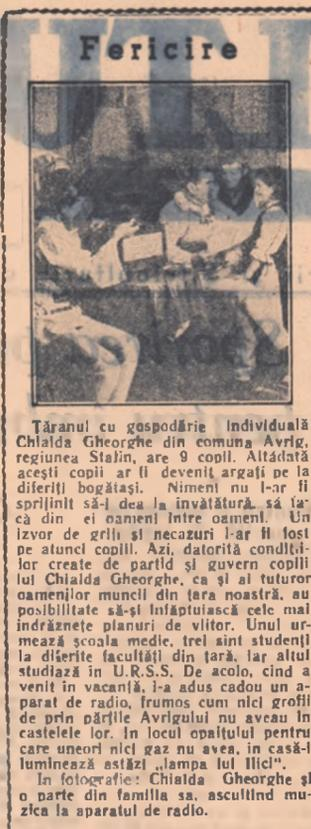 Fericire
Țăranul cu gospodărie individuală
Chialda Gheorghe din comuna Avrig,
regiunea Stalin, are 9 copii. Altădată
acești copii ar fi devenit argați pe la
diferiți bogătași. Nimeni nu l-ar fi
sprijinit să-i dea la învățătură, să fa-
că din ei oameni între oameni. Un
izvor de griji și necazuri l-ar fi fost
pe atunci copiii. Azi, datorită condiții-
lor create de partid și guvern copiii
lui Chialda Gheorghe, ca și ai tuturor
oamenilor muncii din țara noastră, au
posibilitate să-și înfăptuiască cele mai
îndrăznețe planuri de viitor. Unul ur-
mează școala medie, trei sînt studenți
la diferite facultăți din țară, iar altul
studiază în U.R.S.S. De acolo, cînd a
venit în vacanță, i-a adus cadou un a-
parat de radio, frumos cum nici grofii
de prin părțile Avrigului nu aveau în
castelele lor. În locul opaițului pentru
care uneori nici gaz nu avea, în casă-i
luminează astăzi „lampa lui Ilici".
În fotografie: Chialda Gheorghe și
o parte din familia sa, ascultînd mu-
zica la aparatul de radio.